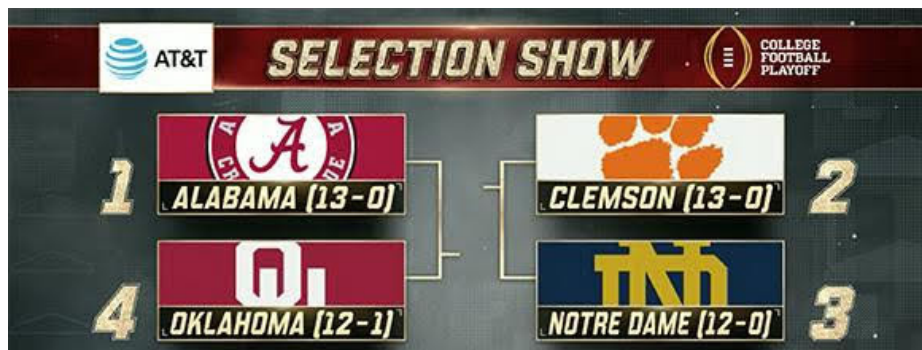 AT&T
SELECTION SHOW
COLLEGE
FOOTBALL
PLAYOFF
1
ALABAMA (13-0)
CLEMSON (13-0)
2
4
OKLAHOMA (12-1)
NOTRE DAME (12-0)
3